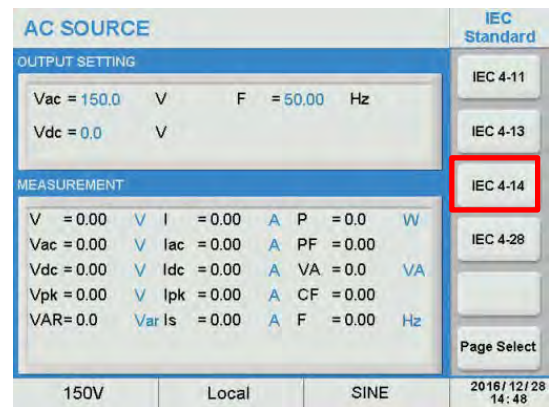 AC SOURCE
IEC
Standard
OUTPUT SETTING
Vac = 150.0 V F = 50.00 Hz
Vdc = 0.0 V
MEASUREMENT
V = 0.00 V I = 0.00 A P = 0.0 W
Vac = 0.00 V Iac = 0.00 A PF = 0.00
Vdc = 0.00 V Idc = 0.00 A VA = 0.0 VA
Vpk = 0.00 V Ipk = 0.00 A CF = 0.00
VAR= 0.0 Var Is = 0.00 A F = 0.00 Hz
IEC 4-11
IEC 4-13
IEC 4-14
IEC 4-28
Page Select
150V Local SINE
2016/12/28
14:48